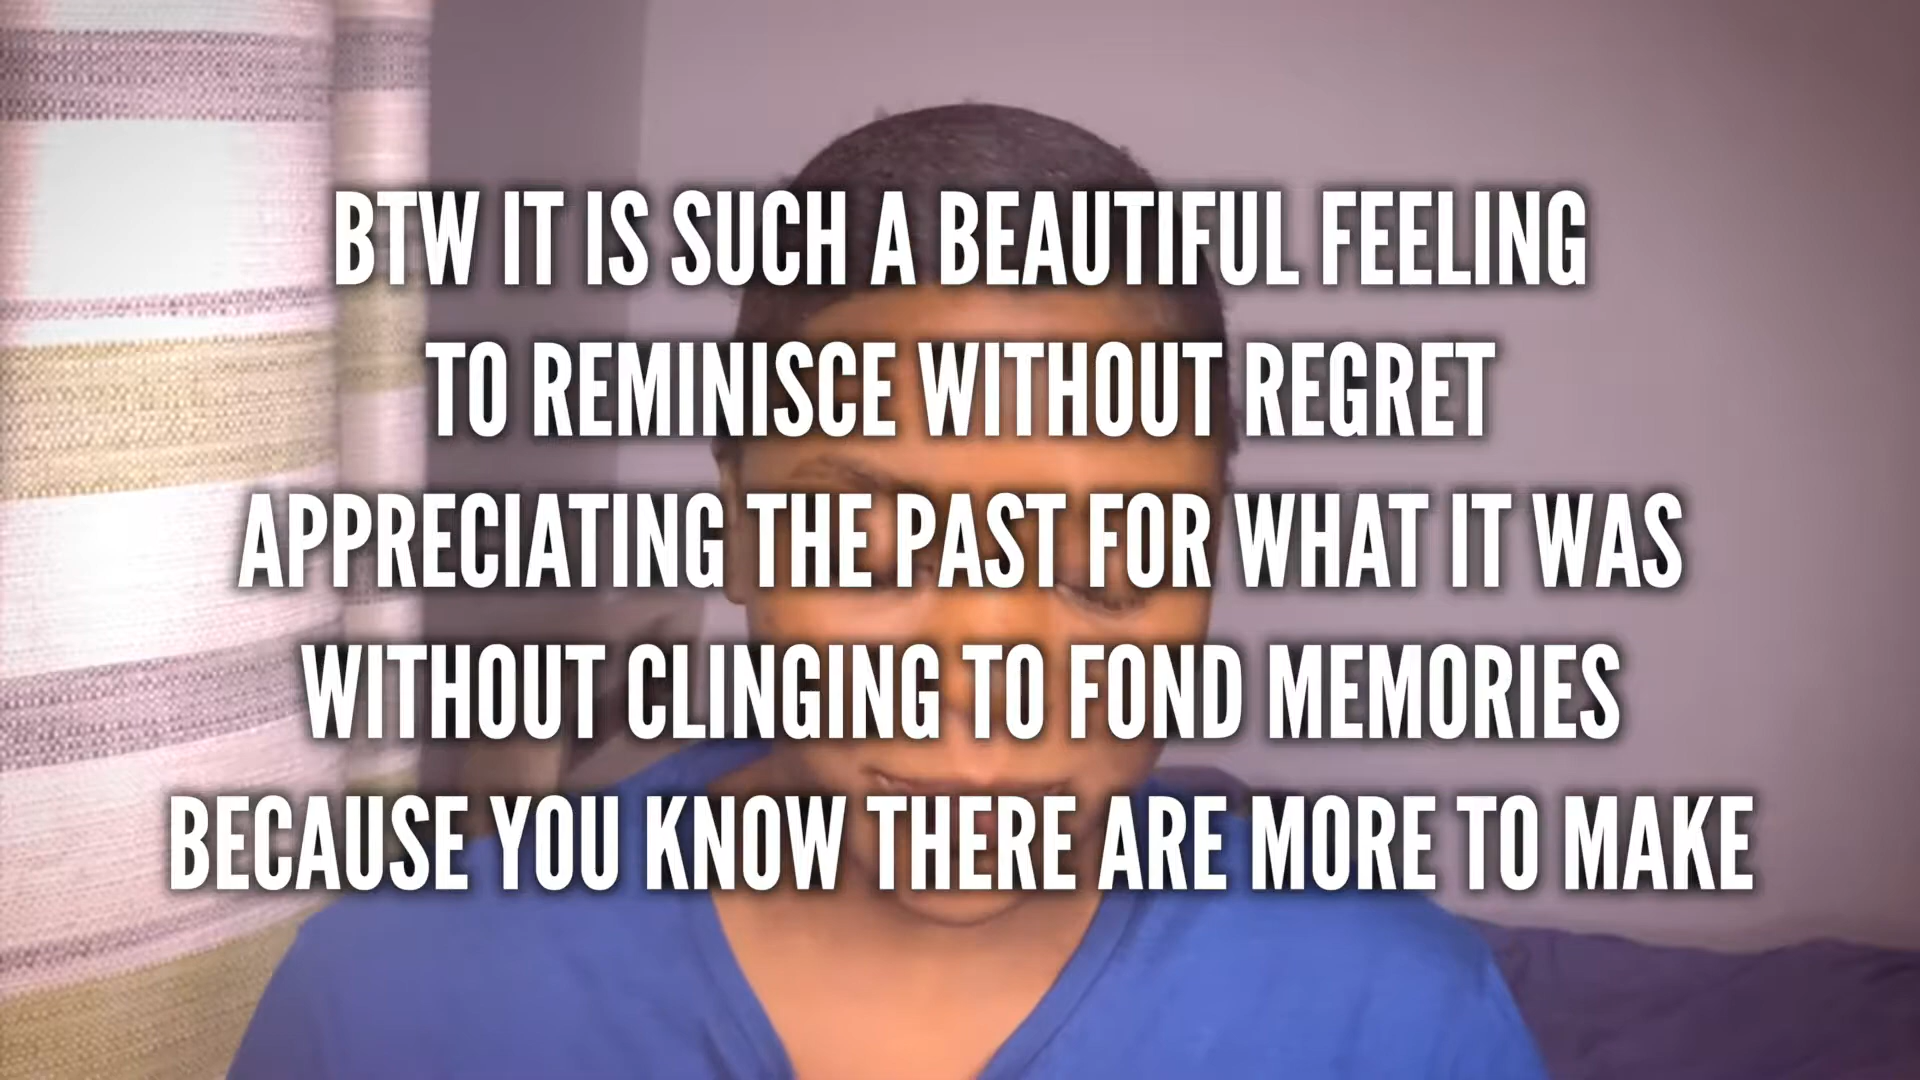 BTW IT IS SUCH A BEAUTIFUL FEELING
TO REMINISCE WITHOUT REGRET
APPRECIATING THE PAST FOR WHAT IT WAS
WITHOUT CLINGING TO FOND MEMORIES
BECAUSE YOU KNOW THERE ARE MORE TO MAKE